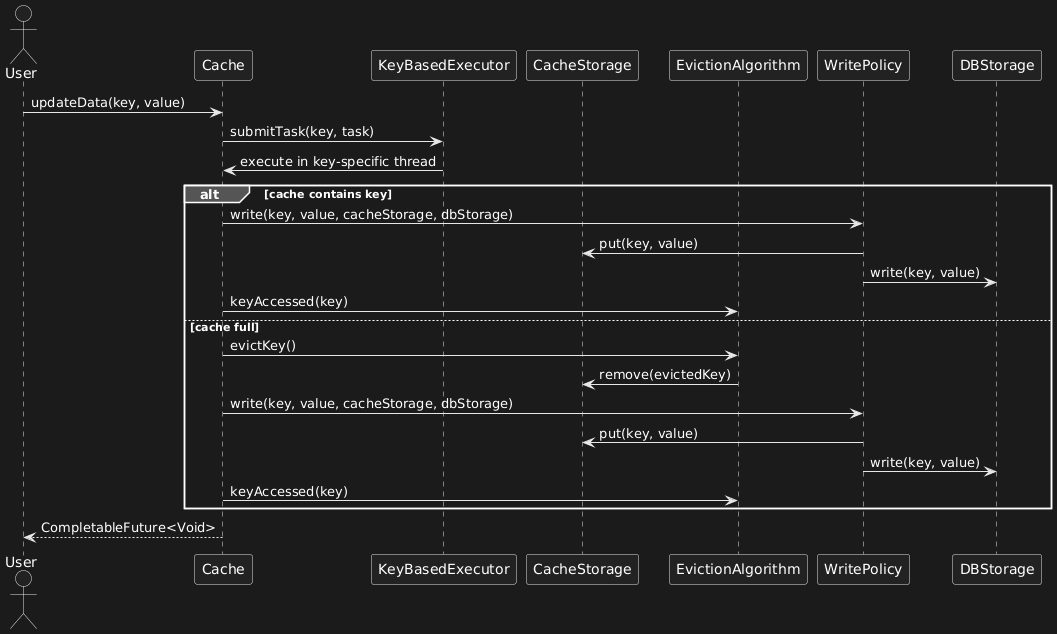 User
Cache
KeyBasedExecutor
CacheStorage
EvictionAlgorithm
WritePolicy
DBStorage
updateData(key, value)
submitTask(key, task)
execute in key-specific thread
alt
[cache contains key]
write(key, value, cacheStorage, dbStorage)
put(key, value)
write(key, value)
keyAccessed(key)
[cache full]
evictKey()
remove(evictedKey)
write(key, value, cacheStorage, dbStorage)
put(key, value)
write(key, value)
keyAccessed(key)
CompletableFuture<Void>
User
Cache
KeyBasedExecutor
CacheStorage
EvictionAlgorithm
WritePolicy
DBStorage